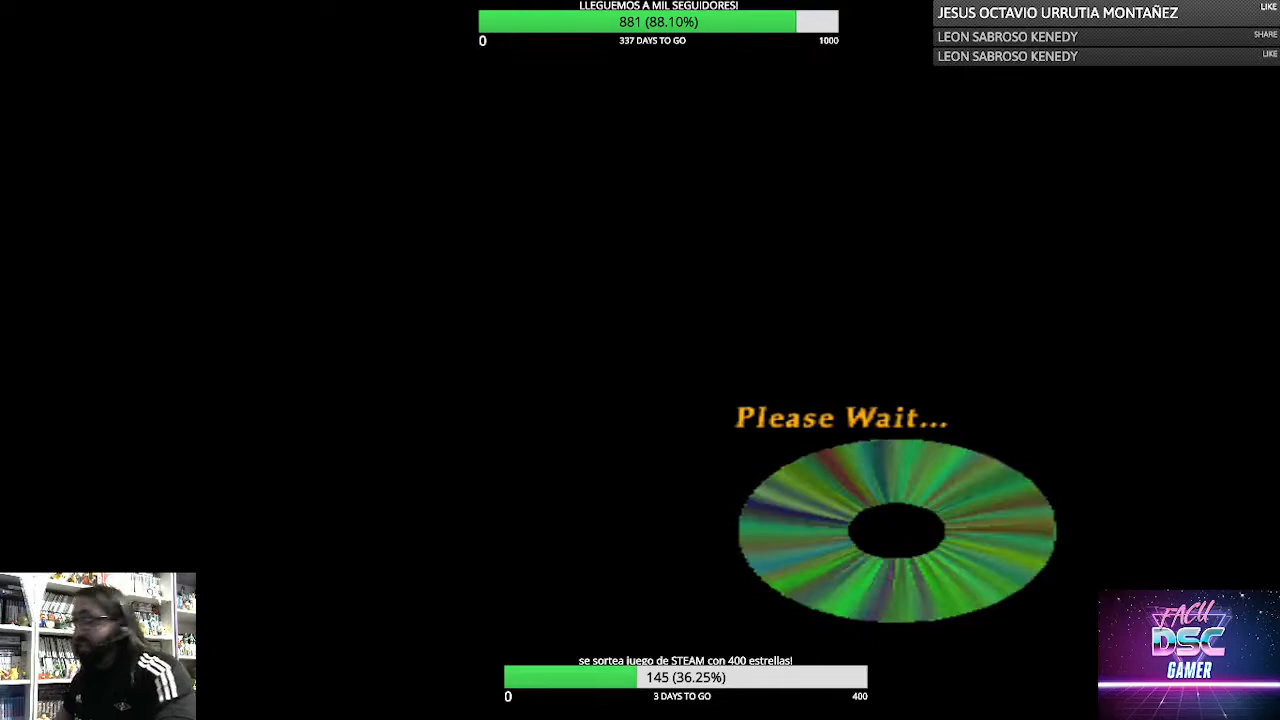 LLEGUEMOS A MIL SEGUIDORES!
881 (88.10%)
0
337 DAYS TO GO
1000
JESUS OCTAVIO URRUTIA MONTAÑEZ
LIKE
LEON SABROSO KENEDY
SHARE
LEON SABROSO KENEDY
LIKE
Please Wait...
se sortea juego de STEAM con 400 estrellas!
145 (36.25%)
0
3 DAYS TO GO
400
FACU
DSC
GAMER